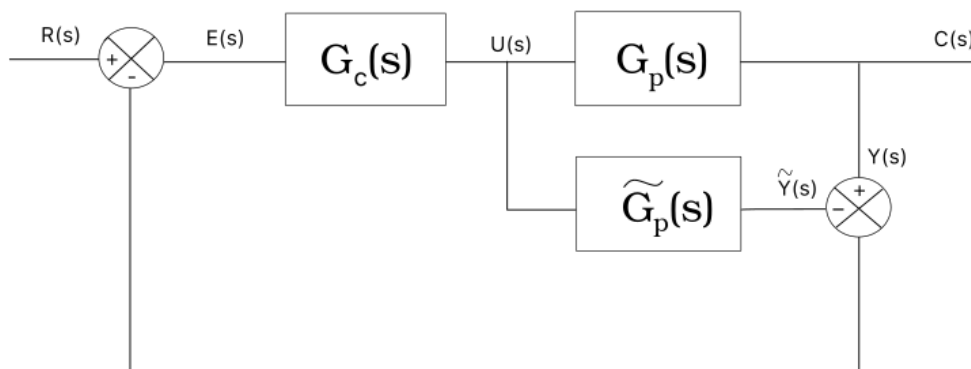 R(s)
+
-
E(s)
G_c(s)
U(s)
G_p(s)
C(s)
Y(s)
G̃_p(s)
Ỹ(s)
+
-